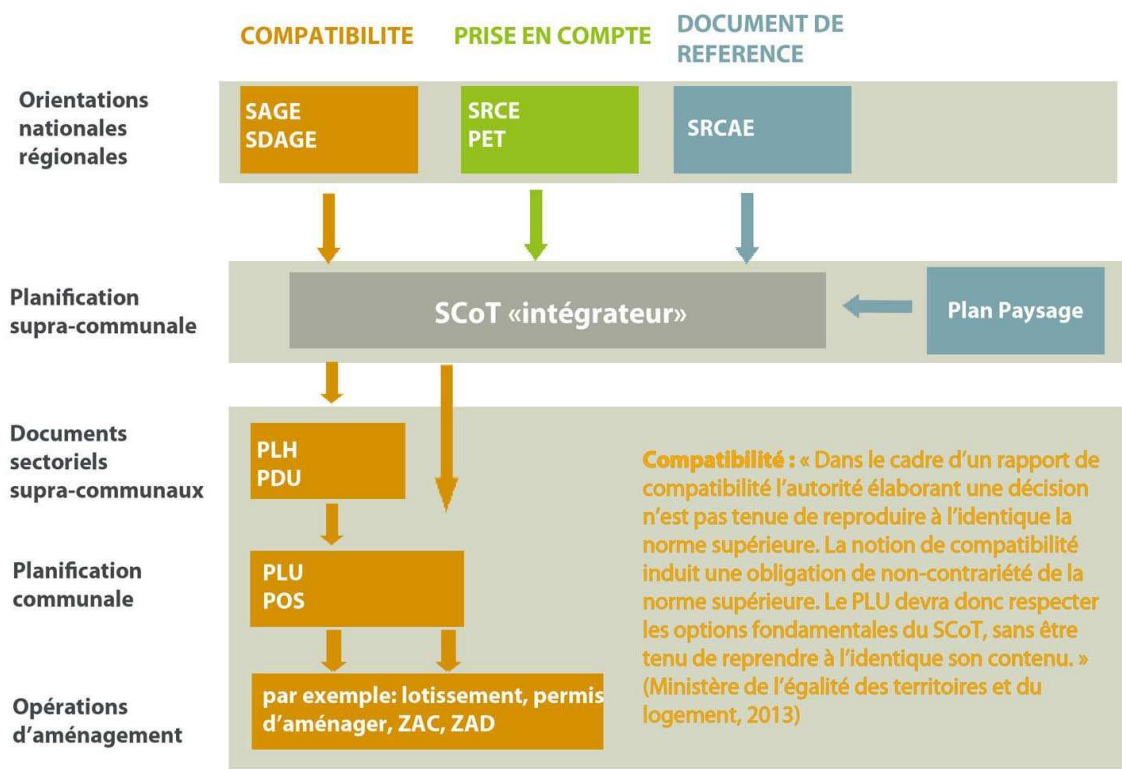 COMPATIBILITE
PRISE EN COMPTE
DOCUMENT DE
REFERENCE
Orientations
nationales
régionales
SAGE
SDAGE
SRCE
PET
SRCAE
Planification
supra-communale
SCoT «intégrateur»
Plan Paysage
Documents
sectoriels
supra-communaux
PLH
PDU
Planification
communale
PLU
POS
Opérations
d’aménagement
par exemple: lotissement, permis
d’aménager, ZAC, ZAD
Compatibilité : « Dans le cadre d’un rapport de
compatibilité l’autorité élaborant une décision
n’est pas tenue de reproduire à l’identique la
norme supérieure. La notion de compatibilité
induit une obligation de non-contrariété de la
norme supérieure. Le PLU devra donc respecter
les options fondamentales du SCoT, sans être
tenu de reprendre à l’identique son contenu. »
(Ministère de l’égalité des territoires et du
logement, 2013)